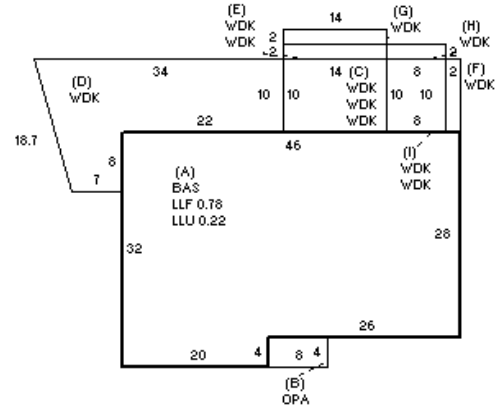 (E)
WDK
WDK
14
(G)
WDK
(H)
WDK
2
2
2
(F)
WDK
34
14
(C)
WDK
WDK
WDK
8
2
(D)
WDK
10
10
10
10
22
8
46
18.7
8
7
(I)
WDK
WDK
(A)
BAS
LLF 0.78
LLU 0.22
32
28
26
20
4
8
4
(B)
OPA